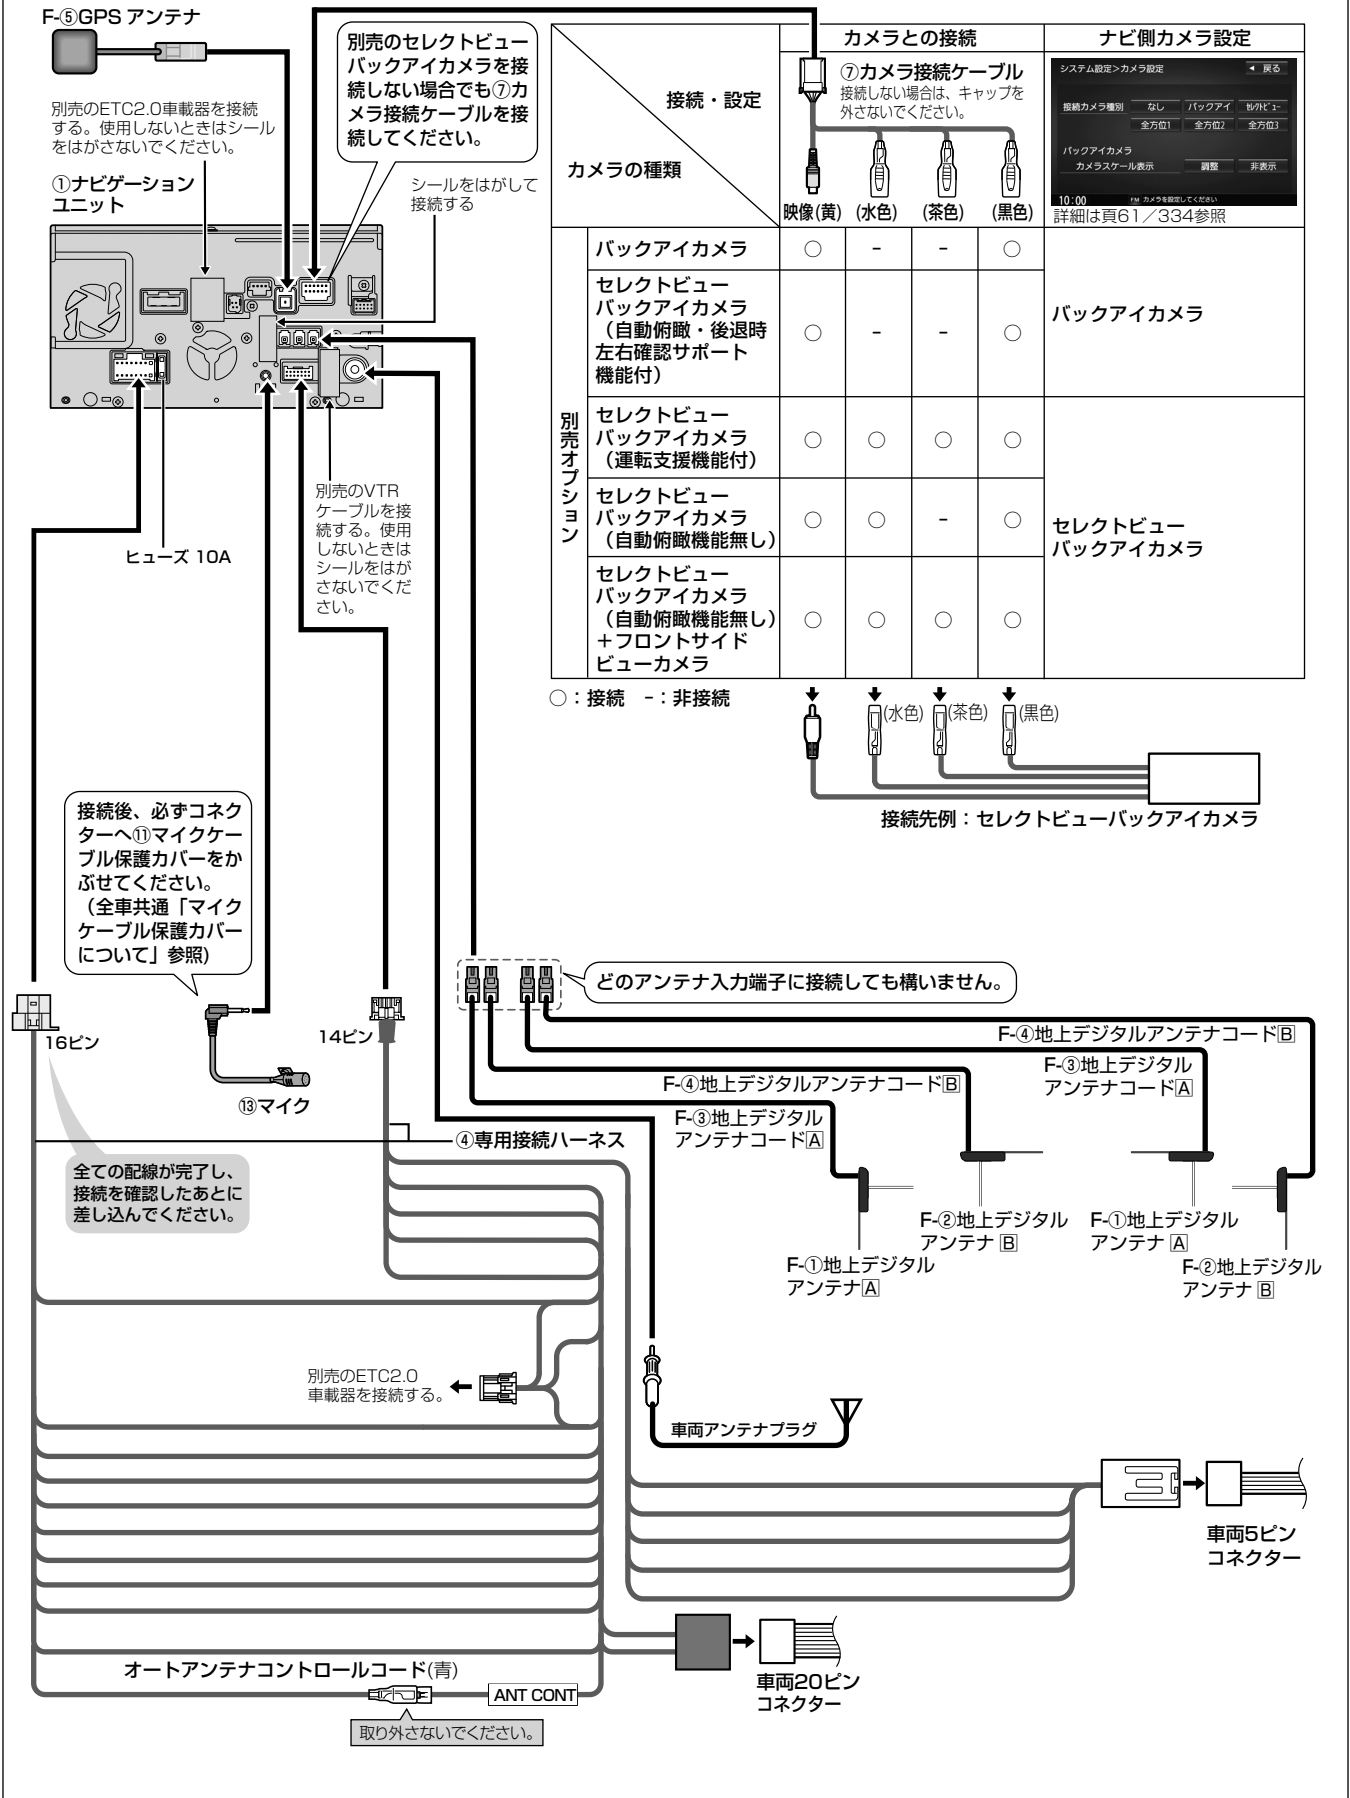 F-⑤GPS アンテナ
別売のETC2.0車載器を接続
する。使用しないときはシール
をはがさないでください。
①ナビゲーション
ユニット
別売のセレクトビュー
バックアイカメラを接
続しない場合でも⑦カ
メラ接続ケーブルを接
続してください。
シールをはがして
接続する
カメラとの接続
ナビ側カメラ設定
接続・設定
カメラの種類
⑦カメラ接続ケーブル
接続しない場合は、キャップを
外さないでください。
映像(黄) (水色) (茶色) (黒色)
システム設定>カメラ設定 ◀ 戻る
接続カメラ種別 なし バックアイ セレクトビュー
全方位1 全方位2 全方位3
バックアイカメラ
カメラスケール表示 調整 非表示
10:00 FM カメラを設定してください
詳細は頁61／334参照
別売オプション
バックアイカメラ ○ - - ○
セレクトビュー
バックアイカメラ
（自動俯瞰・後退時
左右確認サポート
機能付）
○ - - ○
バックアイカメラ
セレクトビュー
バックアイカメラ
（運転支援機能付）
○ ○ ○ ○
セレクトビュー
バックアイカメラ
（自動俯瞰機能無し）
○ ○ - ○
セレクトビュー
バックアイカメラ
（自動俯瞰機能無し）
＋フロントサイド
ビューカメラ
○ ○ ○ ○
セレクトビュー
バックアイカメラ
○：接続 -：非接続
(水色) (茶色) (黒色)
接続先例：セレクトビューバックアイカメラ
ヒューズ 10A
別売のVTR
ケーブルを接
続する。使用
しないときは
シールをはが
さないでくだ
さい。
接続後、必ずコネク
ターへ⑪マイクケー
ブル保護カバーをか
ぶせてください。
（全車共通「マイク
ケーブル保護カバー
について」参照)
16ピン
14ピン
⑬マイク
どのアンテナ入力端子に接続しても構いません。
F-④地上デジタルアンテナコードB
F-③地上デジタル
アンテナコードA
F-④地上デジタルアンテナコードB
F-③地上デジタル
アンテナコードA
④専用接続ハーネス
全ての配線が完了し、
接続を確認したあとに
差し込んでください。
F-②地上デジタル
アンテナ B
F-①地上デジタル
アンテナ A
F-①地上デジタル
アンテナA
F-②地上デジタル
アンテナ B
別売のETC2.0
車載器を接続する。
車両アンテナプラグ
車両5ピン
コネクター
車両20ピン
コネクター
オートアンテナコントロールコード(青)
ANT CONT
取り外さないでください。